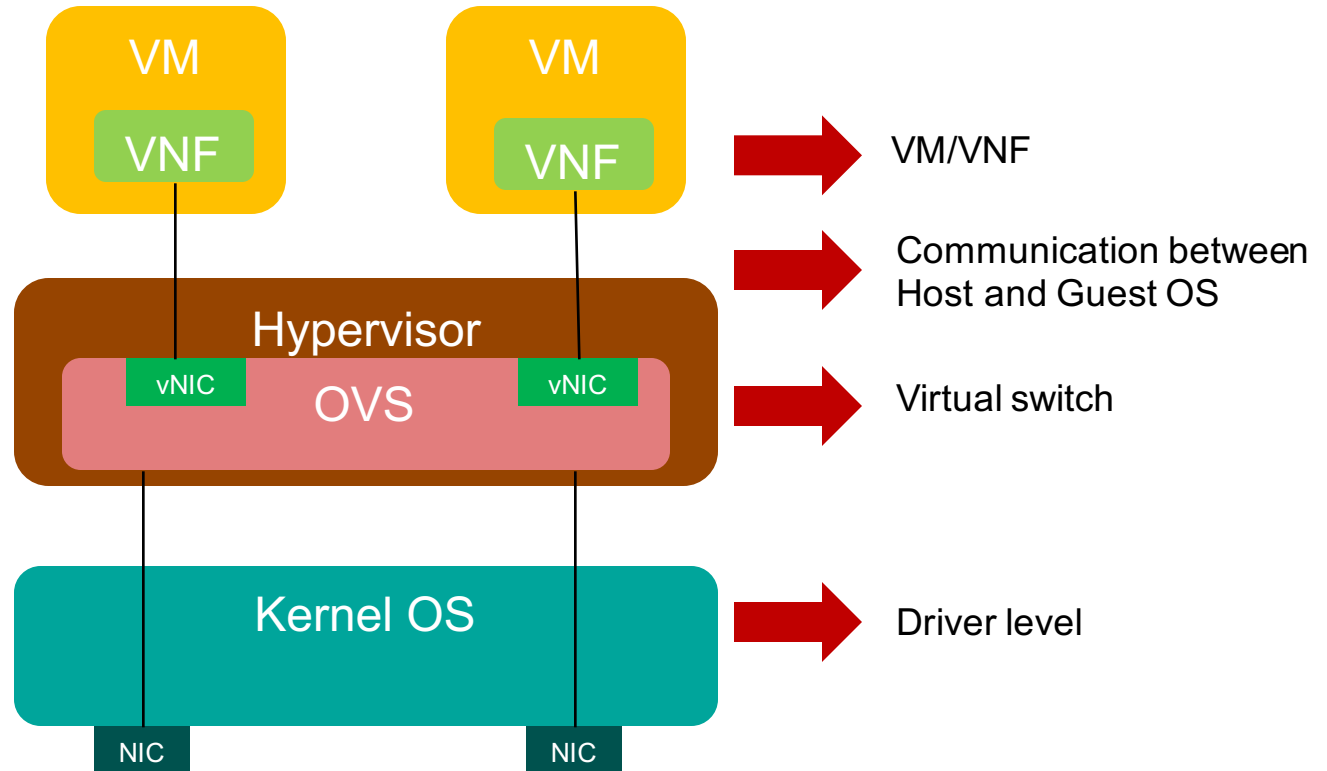 VM
VM
VNF
VNF
VM/VNF
Communication between
Host and Guest OS
Hypervisor
vNIC
vNIC
OVS
Virtual switch
Kernel OS
Driver level
NIC
NIC